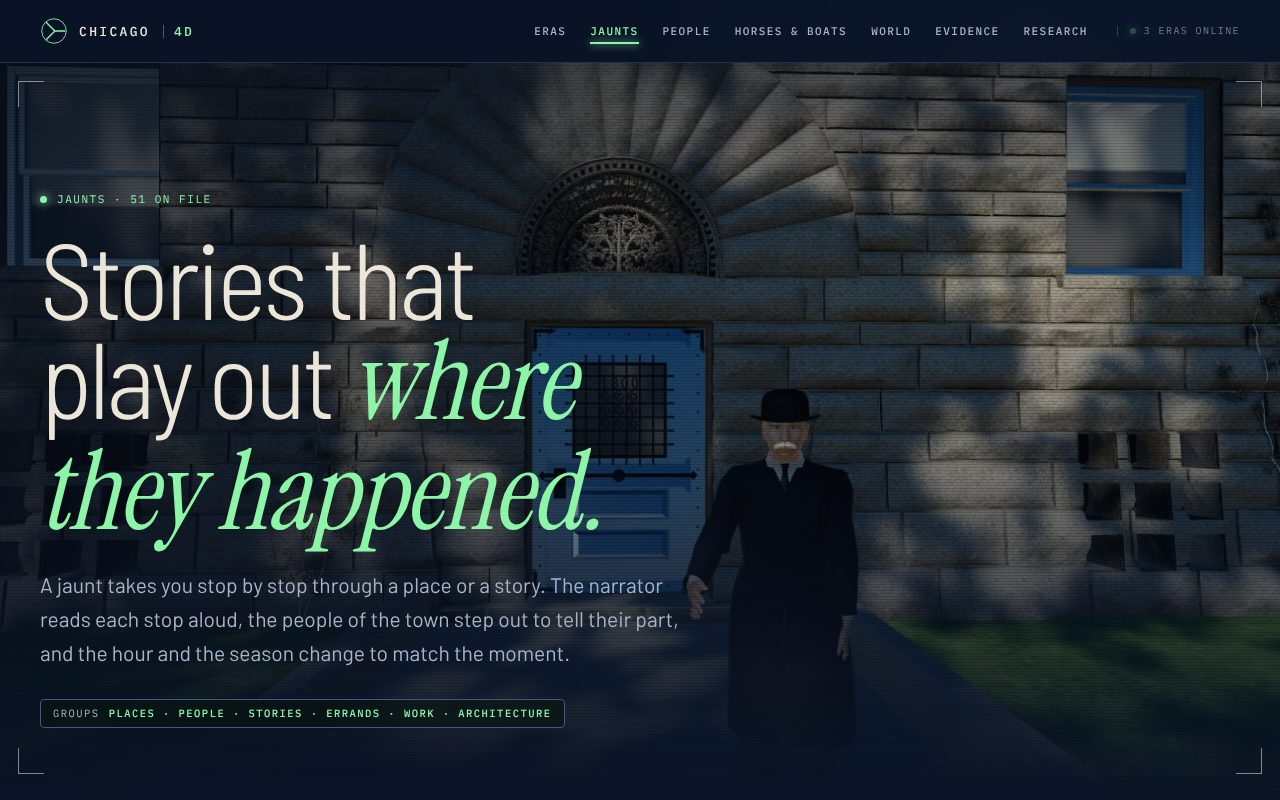 CHICAGO | 4D
ERAS JAUNTS PEOPLE HORSES & BOATS WORLD EVIDENCE RESEARCH | 3 ERAS ONLINE
JAUNTS · 51 ON FILE
Stories that
play out where
they happened.
A jaunt takes you stop by stop through a place or a story. The narrator
reads each stop aloud, the people of the town step out to tell their part,
and the hour and the season change to match the moment.
GROUPS PLACES · PEOPLE · STORIES · ERRANDS · WORK · ARCHITECTURE